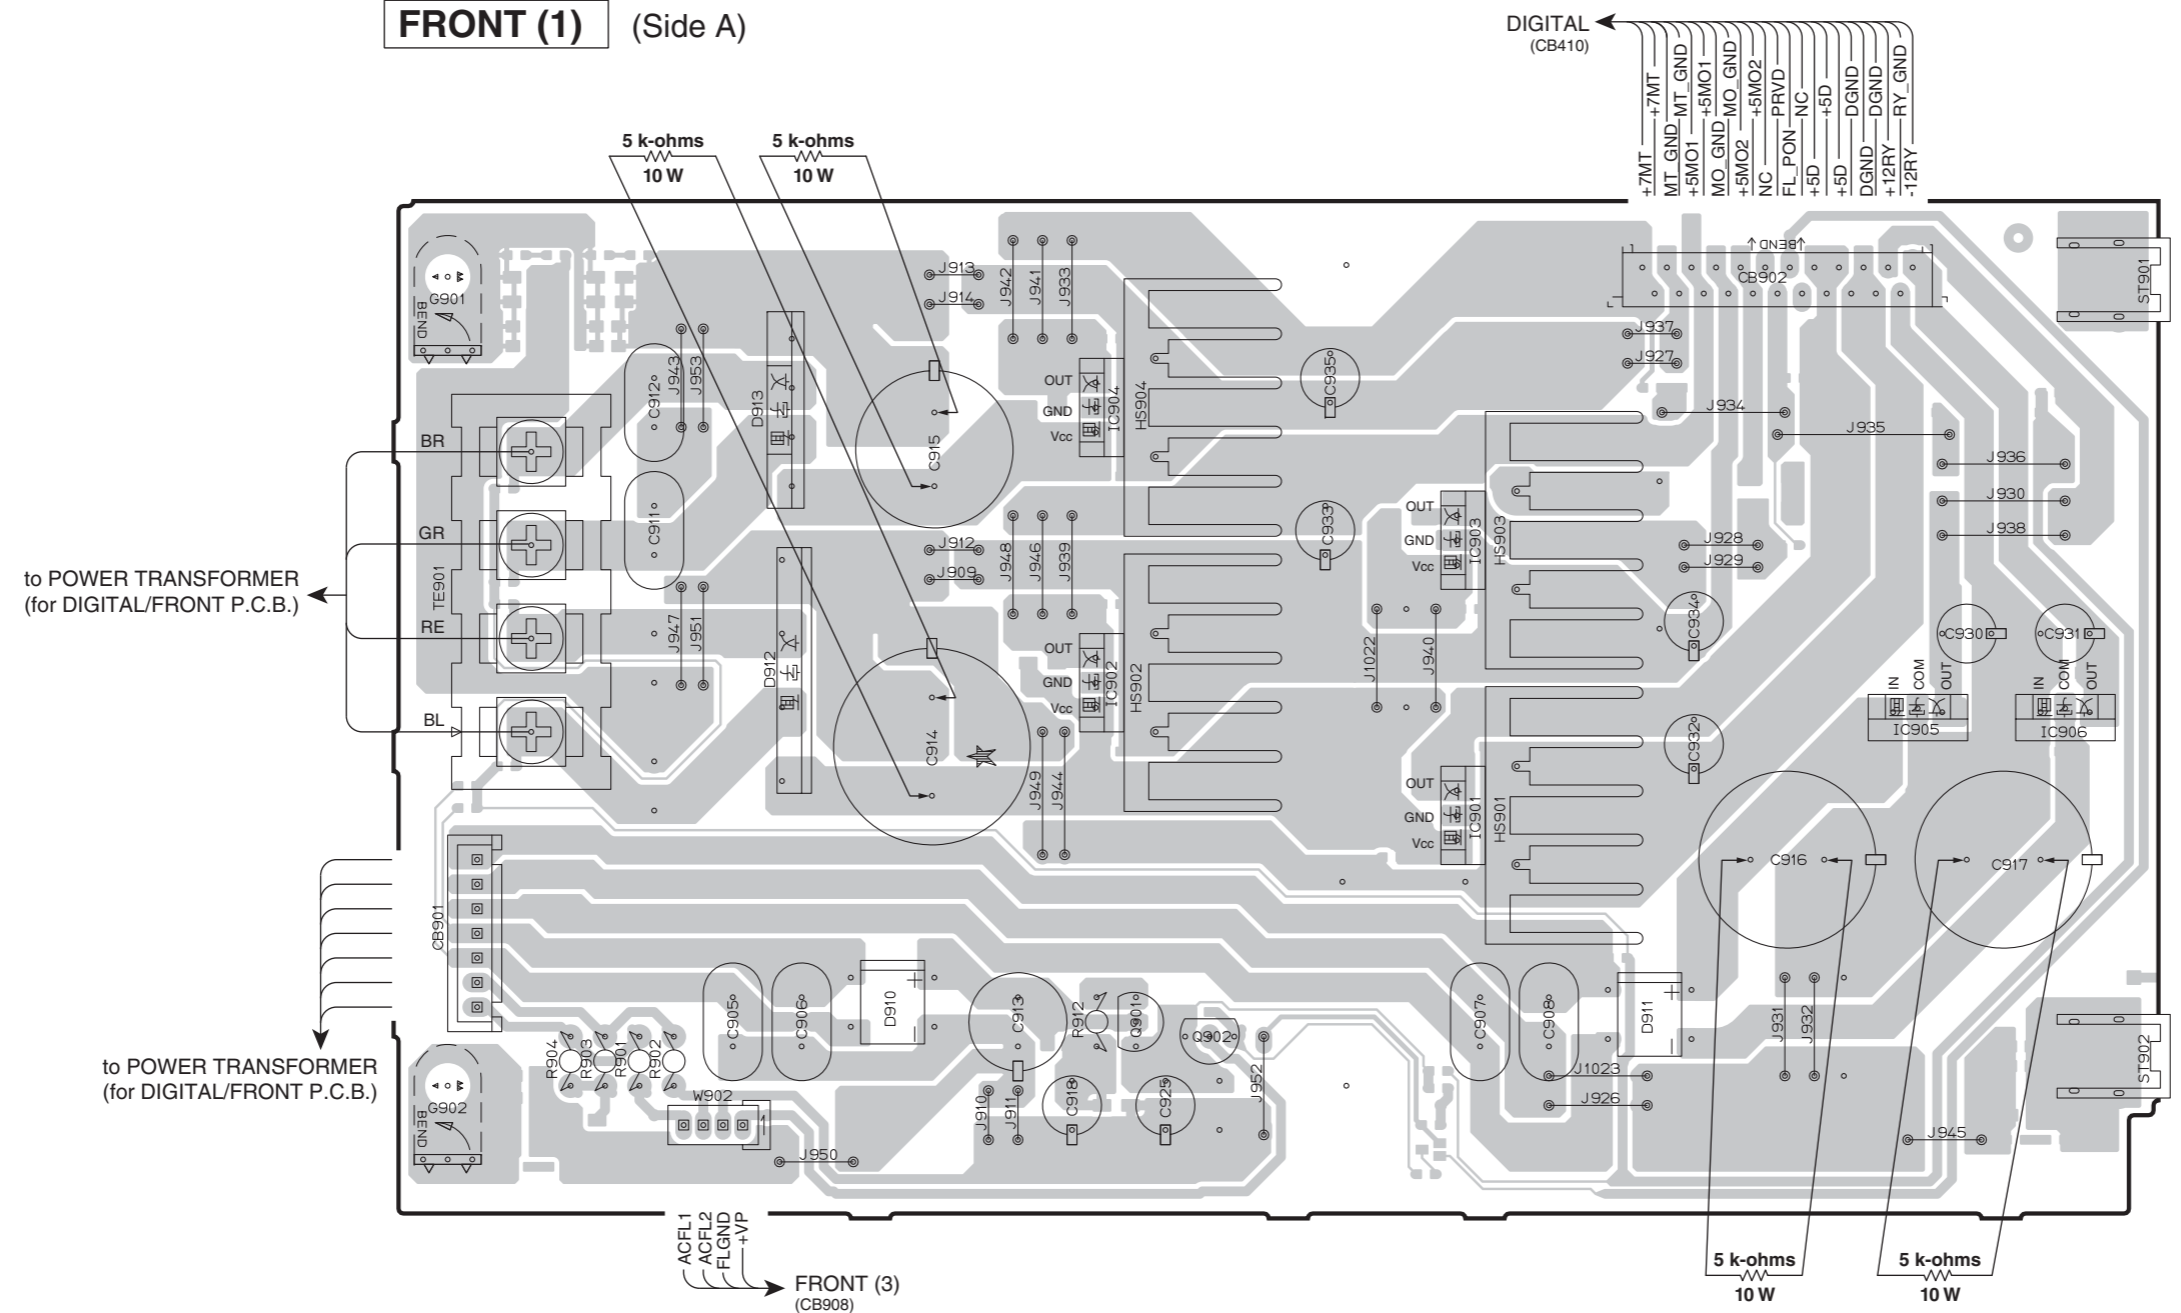 FRONT (1) (Side A)
DIGITAL
(CB410)
+7MT
+7MT
MT_GND
MT_GND
+5MO1
+5MO1
MO_GND
MO_GND
+5MO2
+5MO2
NC
PRVD
FL_PON
NC
+5D
+5D
+5D
DGND
DGND
DGND
+12RY
RY_GND
-12RY
5 k-ohms
10 W
5 k-ohms
10 W
BEND
CB902
G901
BEND
ST901
J913
J914
J942
J941
J933
J937
J927
J943
J953
C912
D913
C915
OUT
GND
Vcc
IC904
HS904
C935
J934
J935
J936
J930
J938
BR
GR
RE
BL
TE901
to POWER TRANSFORMER
(for DIGITAL/FRONT P.C.B.)
C911
J912
J909
J948
J946
J939
C933
OUT
GND
Vcc
IC903
HS903
J928
J929
J947
J951
D912
C914
OUT
GND
Vcc
IC902
HS902
J1022
J940
C934
C930
C931
IN
COM
OUT
IC905
IN
COM
OUT
IC906
C932
J949
J944
OUT
GND
Vcc
IC901
HS901
C916
C917
CB901
to POWER TRANSFORMER
(for DIGITAL/FRONT P.C.B.)
C905
C906
D910
C913
R912
Q901
Q902
C907
C908
D911
J931
J932
R904
R903
R901
R902
J952
J1023
J926
ST902
G902
BEND
W902
1
J910
J911
C918
C925
J945
J950
ACFL1
ACFL2
FLGND
+VP
FRONT (3)
(CB908)
5 k-ohms
10 W
5 k-ohms
10 W